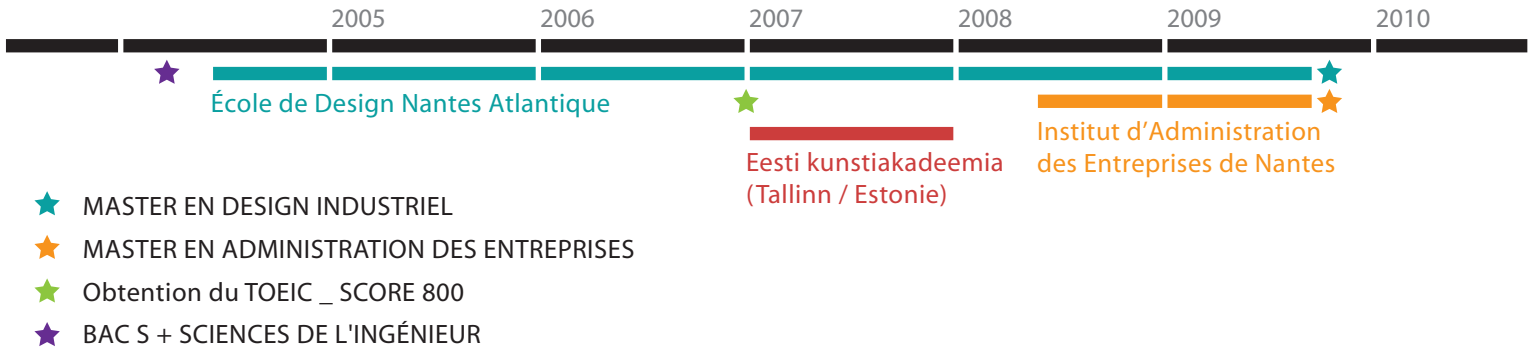 2005 2006 2007 2008 2009 2010
École de Design Nantes Atlantique
Institut d’Administration
des Entreprises de Nantes
Eesti kunstiakadeemia
(Tallinn / Estonie)
MASTER EN DESIGN INDUSTRIEL
MASTER EN ADMINISTRATION DES ENTREPRISES
Obtention du TOEIC _ SCORE 800
BAC S + SCIENCES DE L'INGÉNIEUR